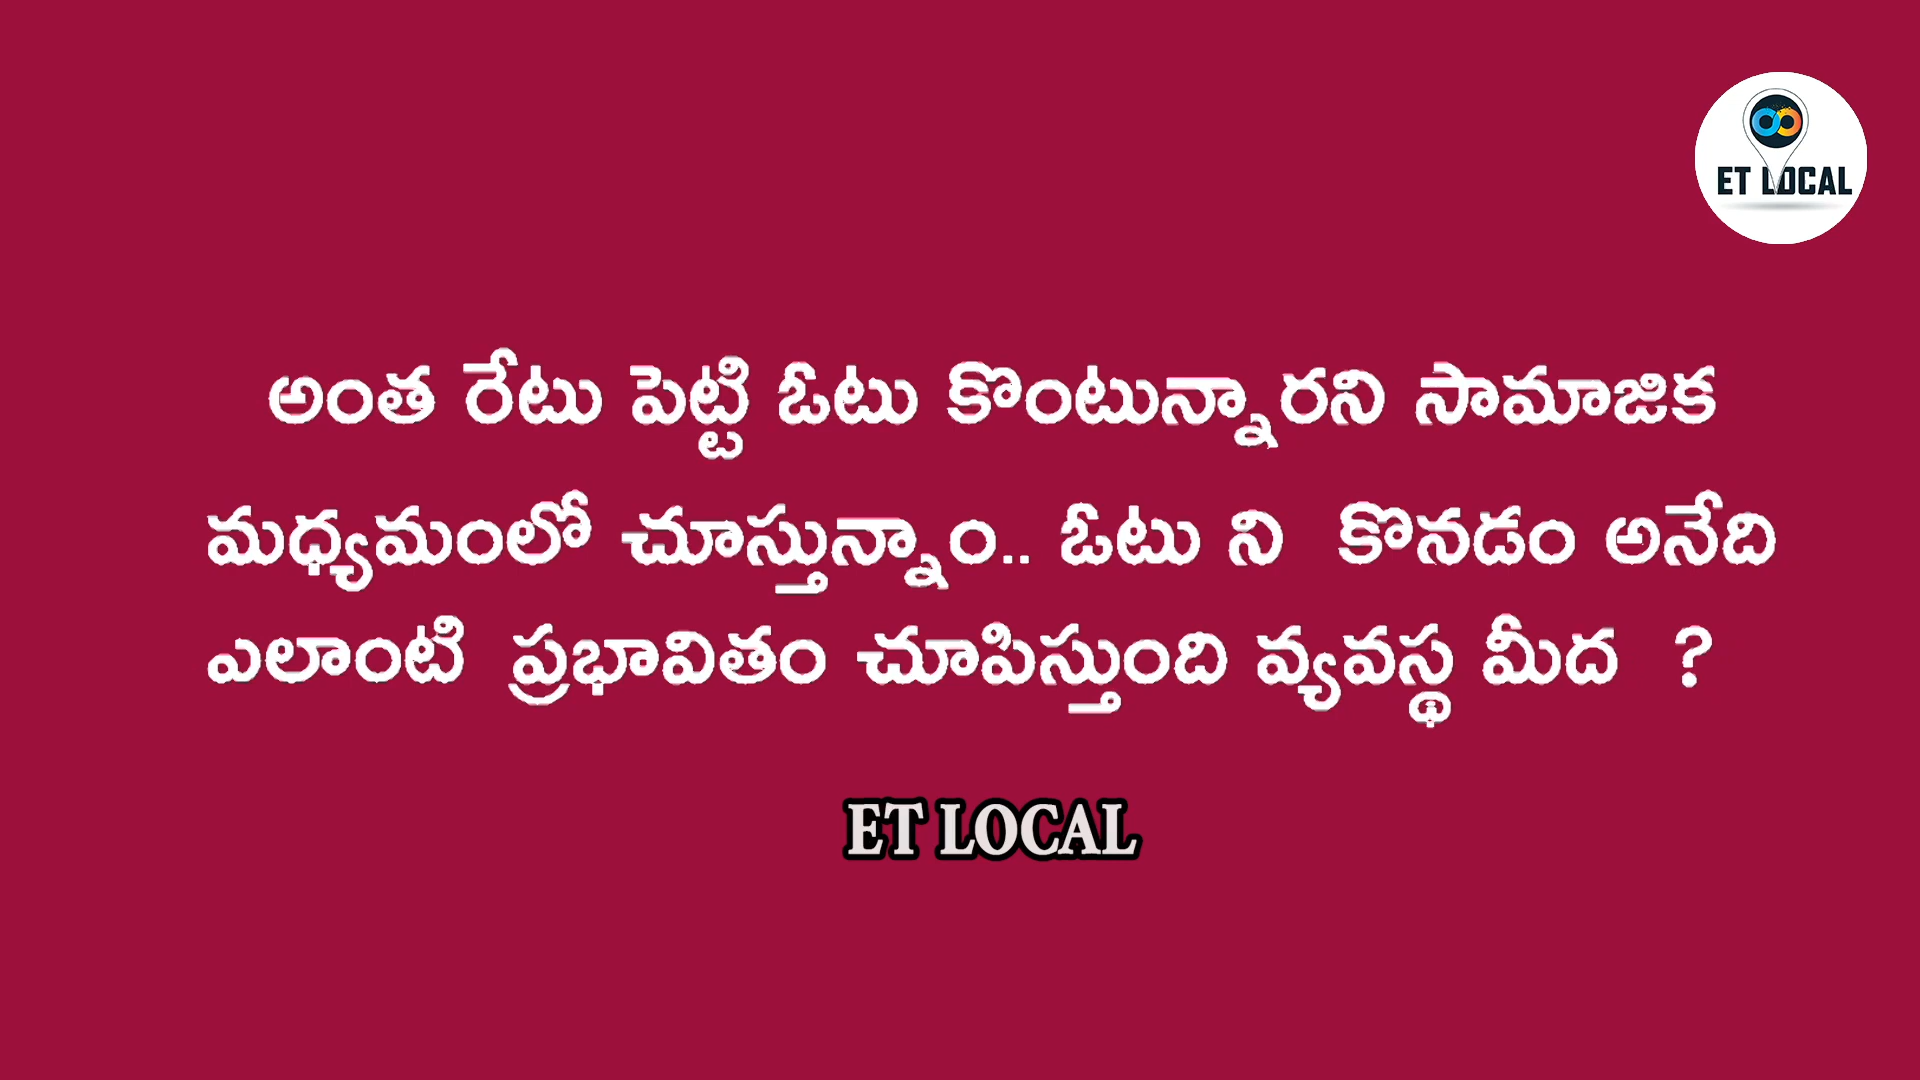 ET LOCAL
అంత రేటు పెట్టి ఓటు కొంటున్నారని సామాజిక
మధ్యమంలో చూస్తున్నాం.. ఓటు ని కొనడం అనేది
ఎలాంటి ప్రభావితం చూపిస్తుంది వ్యవస్థ మీద ?
ET LOCAL